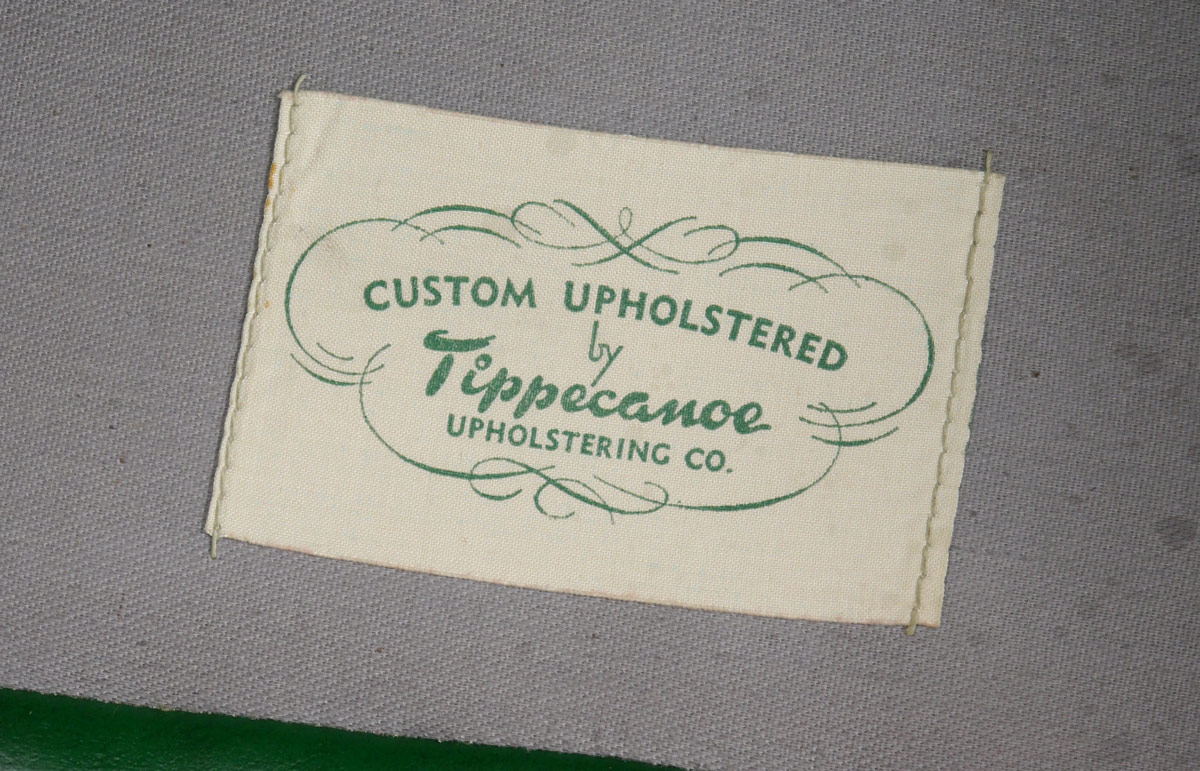 CUSTOM UPHOLSTERED
by
Tippecanoe
UPHOLSTERING CO.